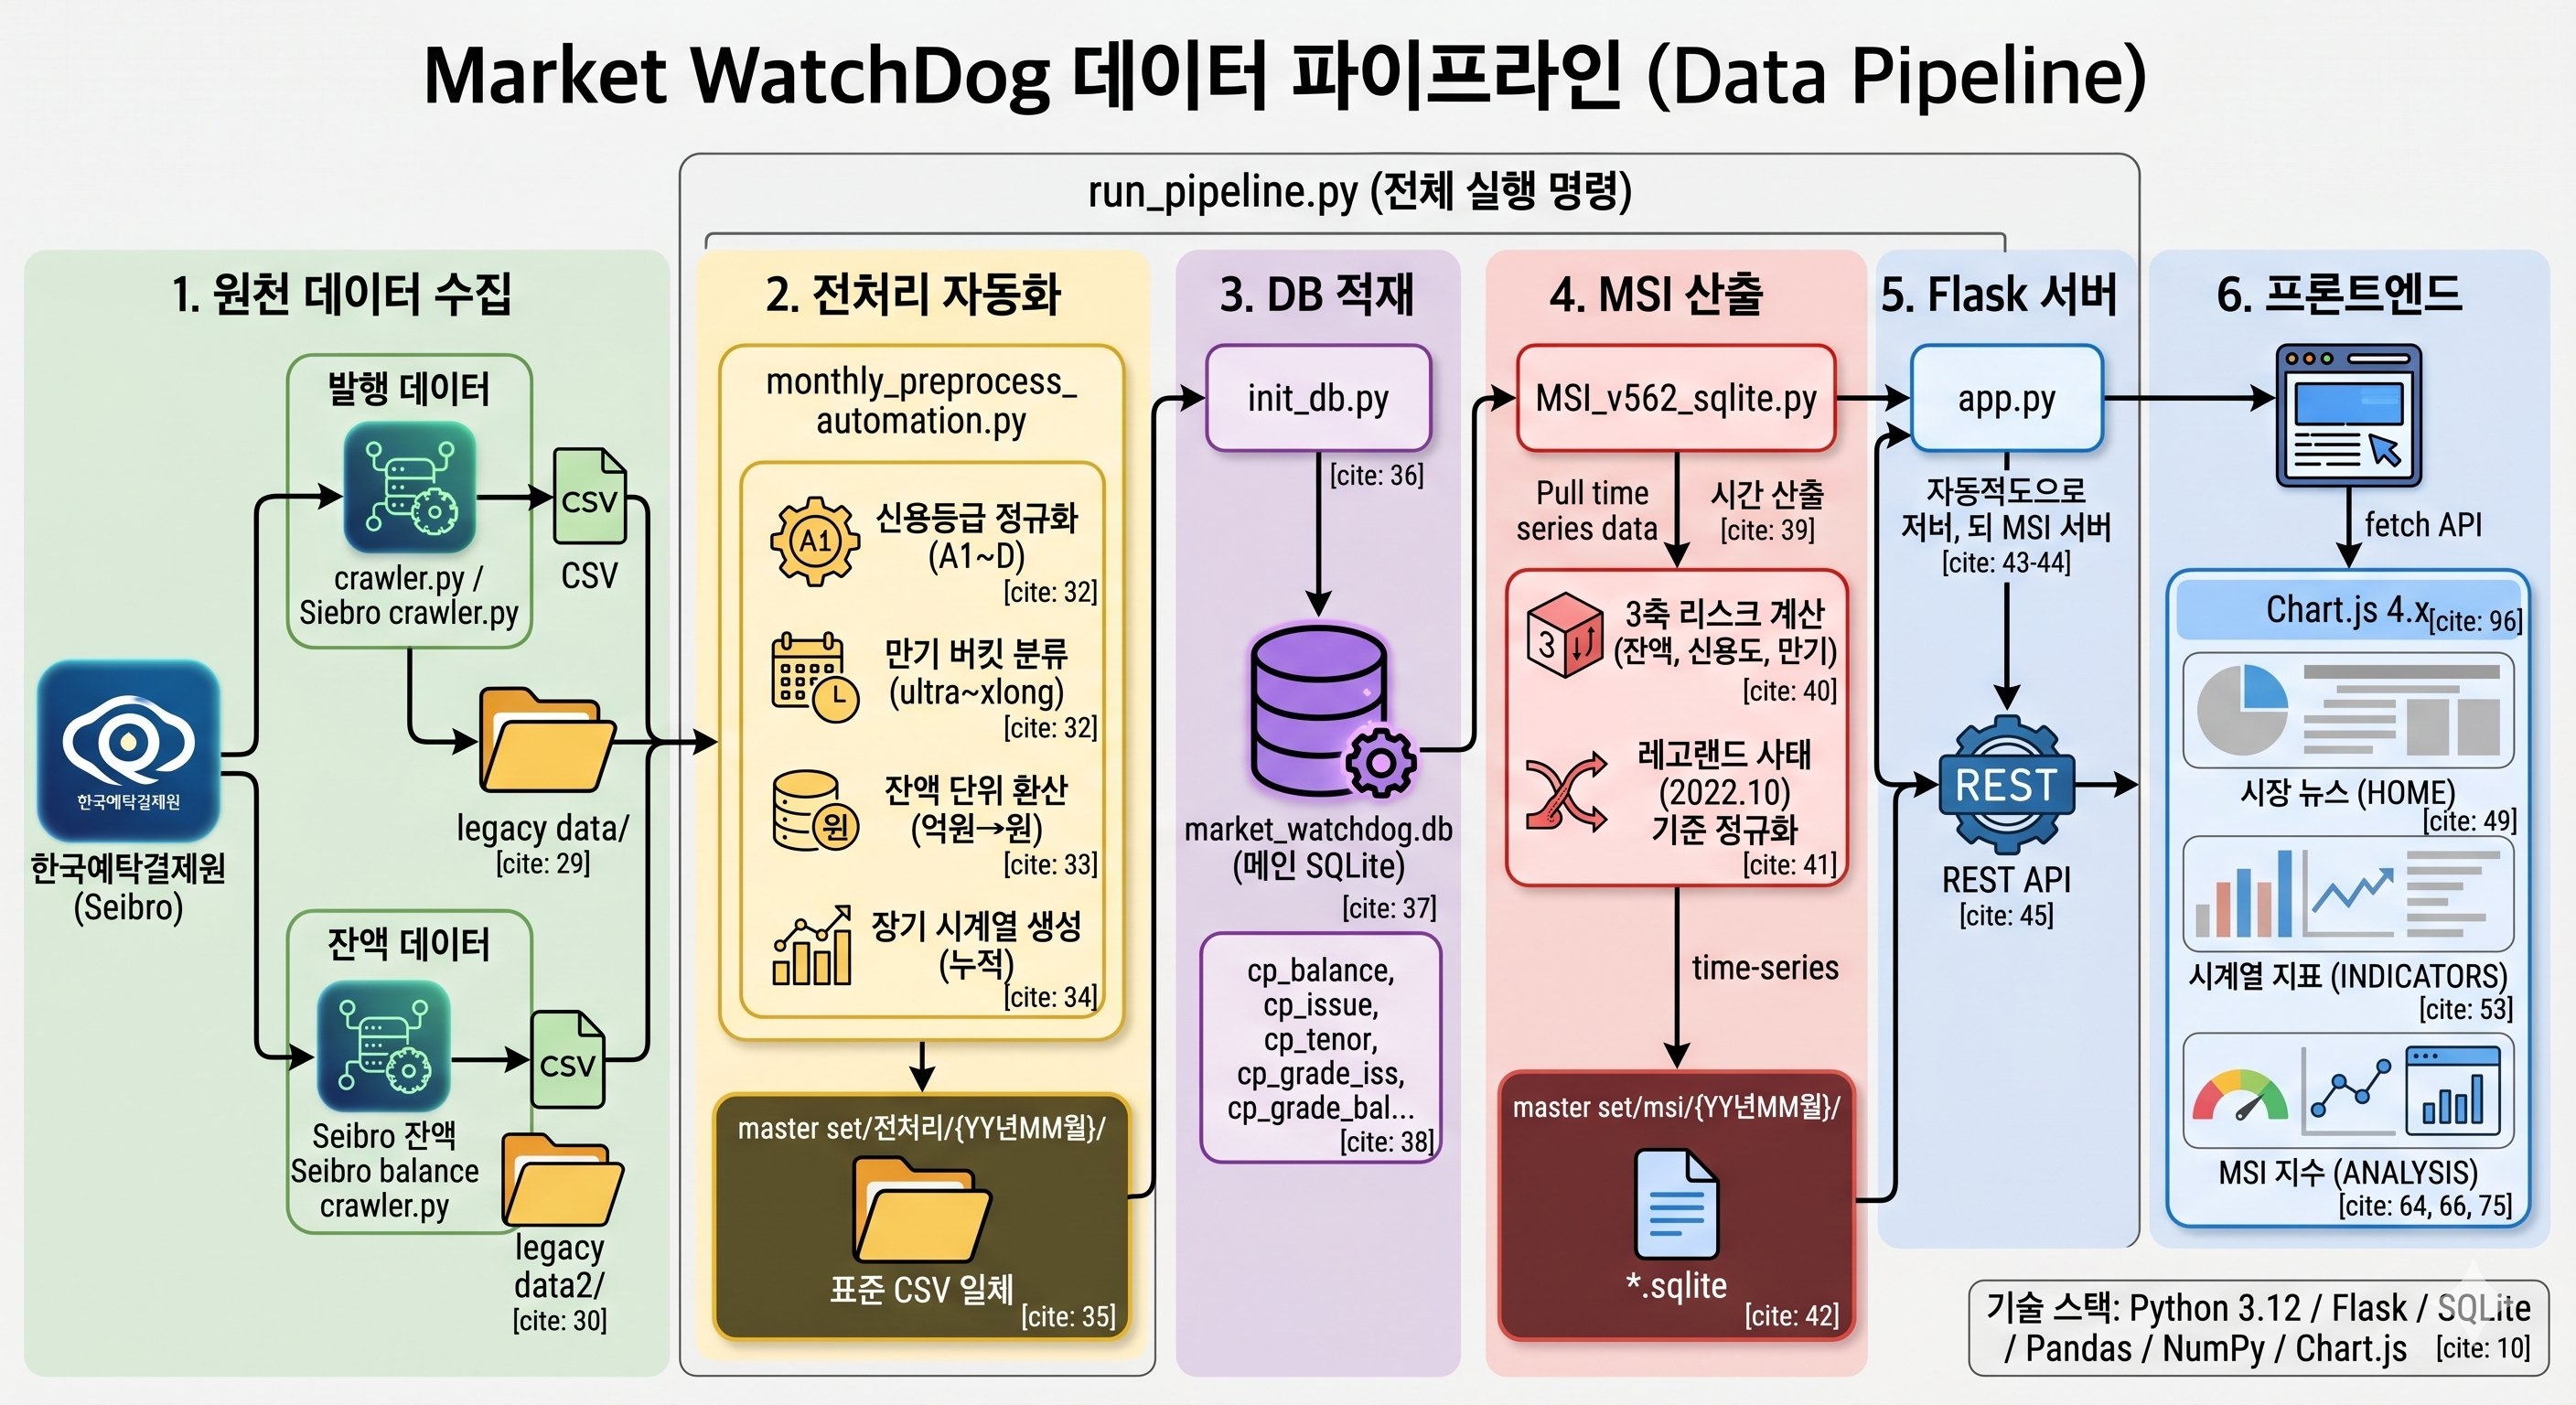 Market WatchDog 데이터 파이프라인 (Data Pipeline)
run_pipeline.py (전체 실행 명령)
1. 원천 데이터 수집
한국예탁결제원
한국예탁결제원
(Seibro)
발행 데이터
crawler.py /
Siebro crawler.py
CSV
CSV
legacy data/
[cite: 29]
잔액 데이터
Seibro 잔액
Seibro balance
crawler.py
CSV
legacy
data2/
[cite: 30]
2. 전처리 자동화
monthly_preprocess_
automation.py
A1
신용등급 정규화
(A1~D)
[cite: 32]
만기 버킷 분류
(ultra~xlong)
[cite: 32]
원
잔액 단위 환산
(억원→원)
[cite: 33]
장기 시계열 생성
(누적)
[cite: 34]
master set/전처리/{YY년MM월}/
표준 CSV 일체
[cite: 35]
3. DB 적재
init_db.py
[cite: 36]
market_watchdog.db
(메인 SQLite)
[cite: 37]
cp_balance,
cp_issue,
cp_tenor,
cp_grade_iss,
cp_grade_bal...
[cite: 38]
4. MSI 산출
MSI_v562_sqlite.py
Pull time
series data
시간 산출
[cite: 39]
3
3축 리스크 계산
(잔액, 신용도, 만기)
[cite: 40]
레고랜드 사태
(2022.10)
기준 정규화
[cite: 41]
time-series
master set/msi/{YY년MM월}/
*.sqlite
[cite: 42]
5. Flask 서버
app.py
자동적도으로
저버, 되 MSI 서버
[cite: 43-44]
REST
REST API
[cite: 45]
6. 프론트엔드
fetch API
Chart.js 4.x[cite: 96]
시장 뉴스 (HOME)
[cite: 49]
시계열 지표 (INDICATORS)
[cite: 53]
MSI 지수 (ANALYSIS)
[cite: 64, 66, 75]
기술 스택: Python 3.12 / Flask / SQLite
/ Pandas / NumPy / Chart.js [cite: 10]